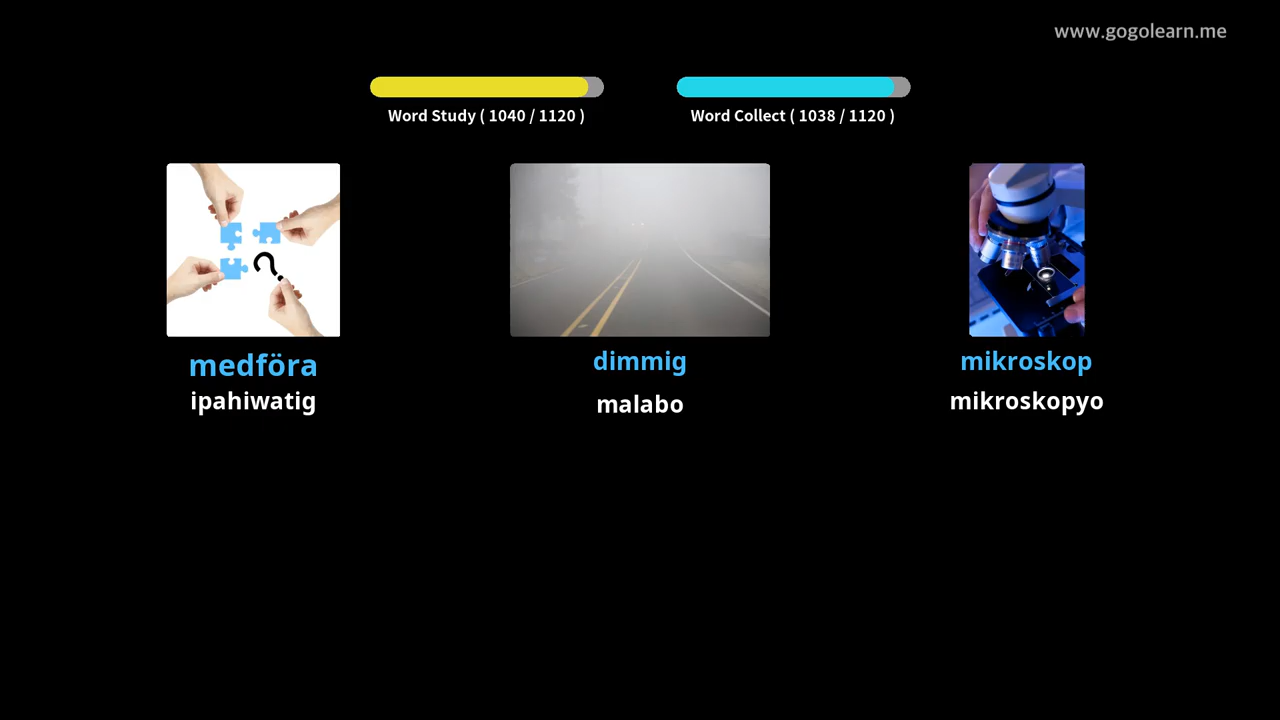 www.gogolearn.me
Word Study ( 1040 / 1120 )
Word Collect ( 1038 / 1120 )
medföra
ipahiwatig
dimmig
malabo
mikroskop
mikroskopyo